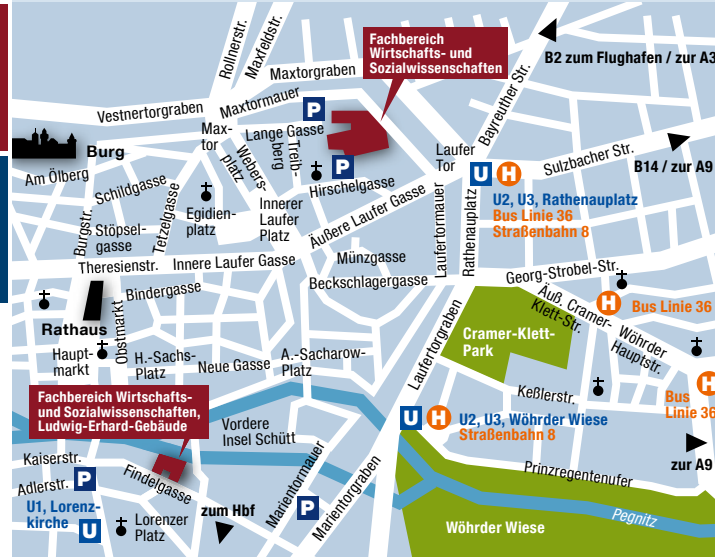 Rollnerstr.
Maxfeldstr.
Fachbereich
Wirtschafts- und
Sozialwissenschaften
B2 zum Flughafen / zur A3
Bayreuther Str.
Maxtorgraben
Vestnertorgraben
Maxtormauer
P
Max-
tor
Lange Gasse
Treib-
berg
Webers-
platz
P
Hirschelgasse
Laufer
Tor
Sulzbacher Str.
B14 / zur A9
Burg
Am Ölberg
Schildgasse
U
H
U2, U3, Rathenauplatz
Bus Linie 36
Straßenbahn 8
Burgstr.
Stöpsel-
gasse
Tetzelgasse
Egidien-
platz
Innerer
Laufer
Platz
Äußere Laufer Gasse
Laufertormauer
Rathenauplatz
Theresienstr.
Innere Laufer Gasse
Münzgasse
Beckschlagergasse
Georg-Strobel-Str.
Bindergasse
Äuß. Cramer-
Klett-Str.
H
Bus Linie 36
Wöhrder
Hauptstr.
Rathaus
Obstmarkt
Haupt-
markt
H.-Sachs-
Platz
Neue Gasse
A.-Sacharow-
Platz
Laufertorgraben
Cramer-Klett-
Park
Keßlerstr.
H
Bus
Linie 36
Fachbereich Wirtschafts-
und Sozialwissenschaften,
Ludwig-Erhard-Gebäude
Vordere
Insel Schütt
U
H
U2, U3, Wöhrder Wiese
Straßenbahn 8
zur A9
Kaiserstr.
Adlerstr.
P
Findelgasse
Marientormauer
Marientorgraben
Prinzregentenufer
U1, Lorenz-
kirche
U
Lorenzer
Platz
zum Hbf
P
Wöhrder Wiese
Pegnitz